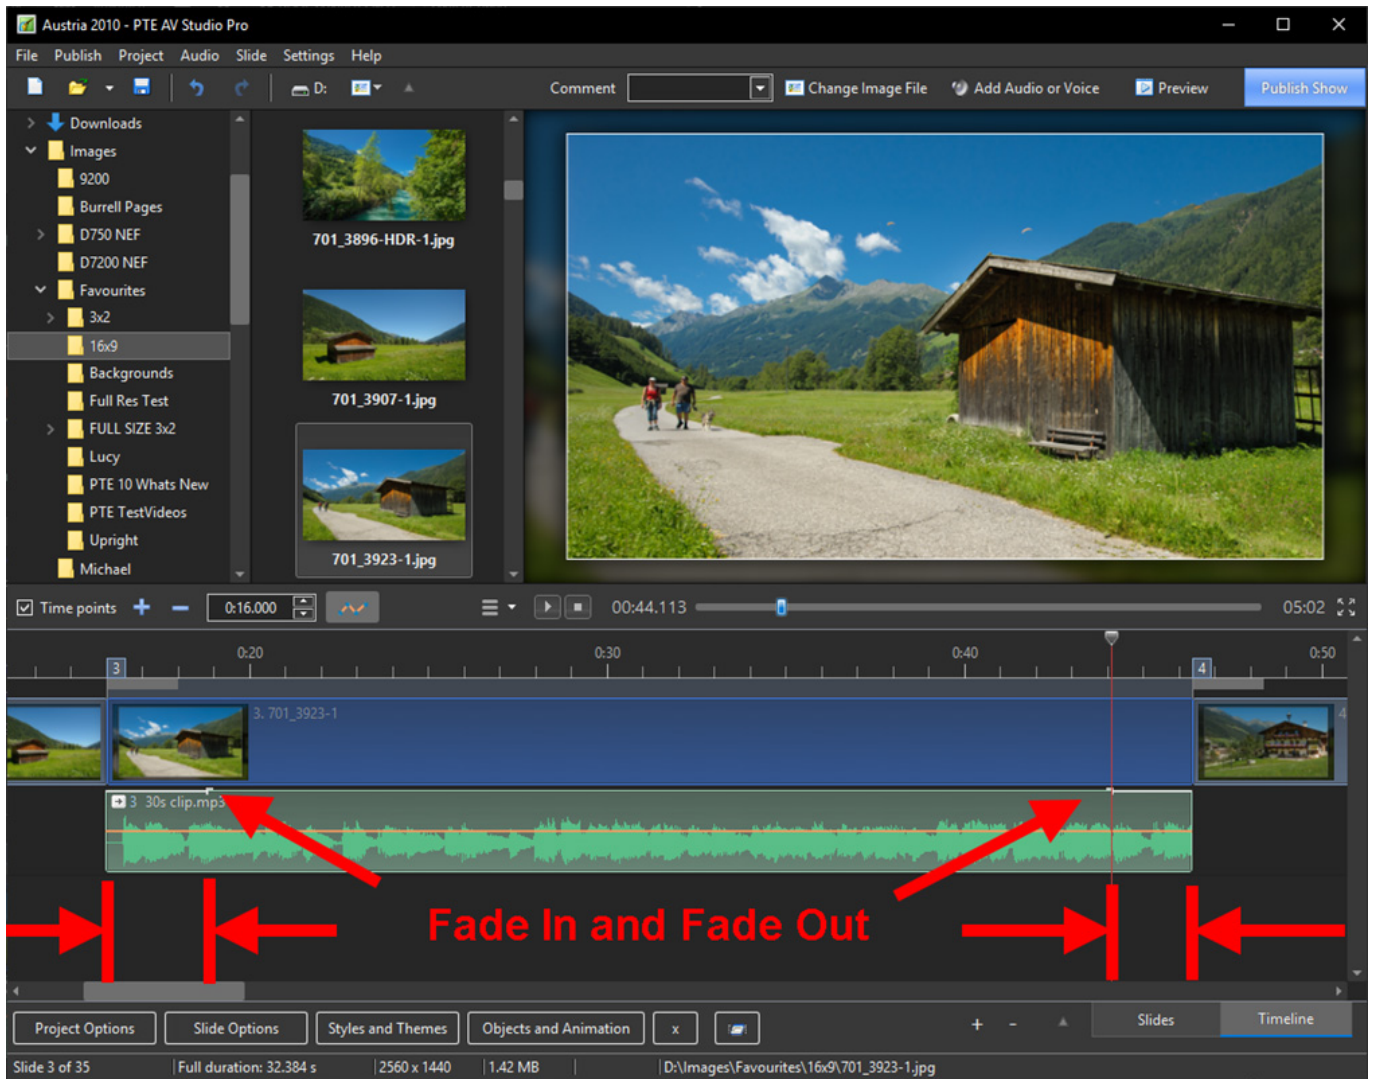 Austria 2010 - PTE AV Studio Pro
File Publish Project Audio Slide Settings Help
D: Comment Change Image File Add Audio or Voice Preview Publish Show
Downloads
Images
9200
Burrell Pages
D750 NEF
D7200 NEF
Favourites
3x2
16x9
Backgrounds
Full Res Test
FULL SIZE 3x2
Lucy
PTE 10 Whats New
PTE TestVideos
Upright
Michael
701_3896-HDR-1.jpg
701_3907-1.jpg
701_3923-1.jpg
Time points + − 0:16.000 00:44.113 05:02
0:20 0:30 0:40 0:50
3 4
3. 701_3923-1 4
3 30s clip.mp3
Fade In and Fade Out
Project Options Slide Options Styles and Themes Objects and Animation x + - Slides Timeline
Slide 3 of 35 Full duration: 32.384 s 2560 x 1440 1.42 MB D:\Images\Favourites\16x9\701_3923-1.jpg